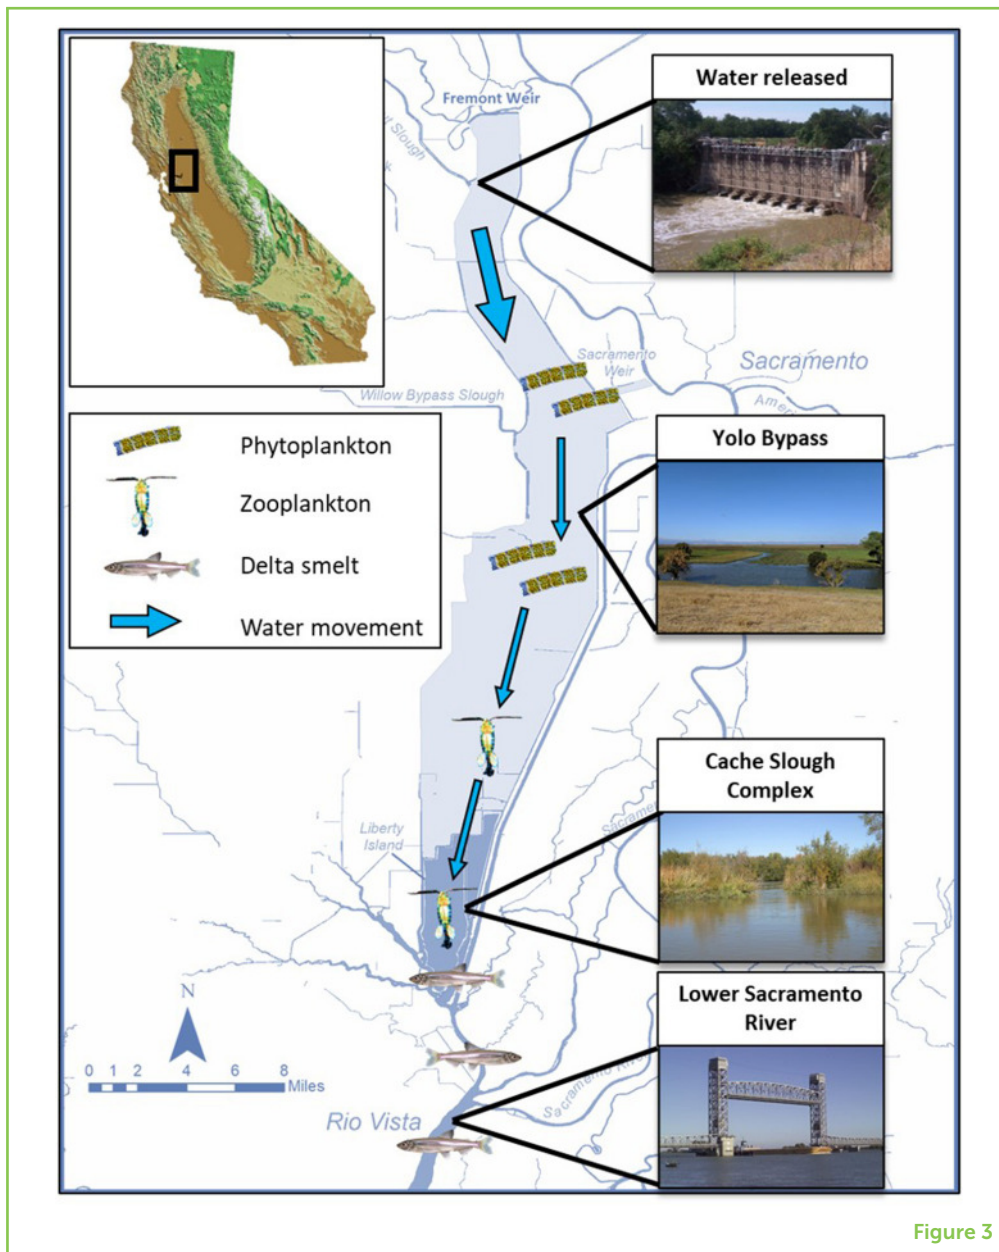 Water released
Fremont Weir
Slough
Sacramento
Weir
Sacramento
Willow Bypass Slough
Ameri
Phytoplankton
Zooplankton
Delta smelt
Water movement
Yolo Bypass
Cache Slough
Complex
Liberty
Island
Lower Sacramento
River
N
0 1 2 4 6 8
Miles
Sacramento
Rio Vista
Figure 3